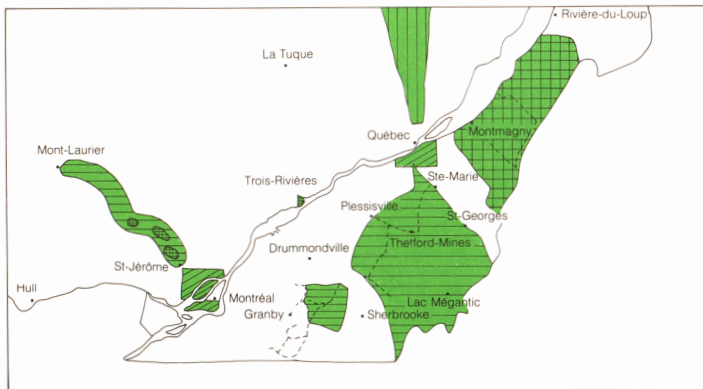 Rivière-du-Loup
La Tuque
Québec
Montmagny
Mont-Laurier
Trois-Rivières
Ste-Marie
Plessisville
St-Georges
Thetford-Mines
Drummondville
St-Jérôme
Hull
Montréal
Lac Mégantic
Granby
Sherbrooke